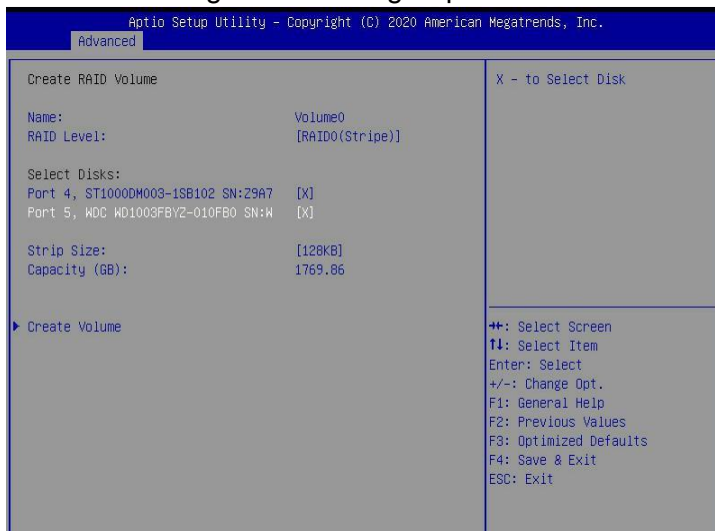 Aptio Setup Utility – Copyright (C) 2020 American Megatrends, Inc.
Advanced
Create RAID Volume
Name: Volume0
RAID Level: [RAID0(Stripe)]
Select Disks:
Port 4, ST1000DM003-1SB102 SN:Z9A7 [X]
Port 5, WDC WD1003FBYZ-010FB0 SN:W [X]
Strip Size: [128KB]
Capacity (GB): 1769.86
Create Volume
X – to Select Disk
→←: Select Screen
↑↓: Select Item
Enter: Select
+/-: Change Opt.
F1: General Help
F2: Previous Values
F3: Optimized Defaults
F4: Save & Exit
ESC: Exit